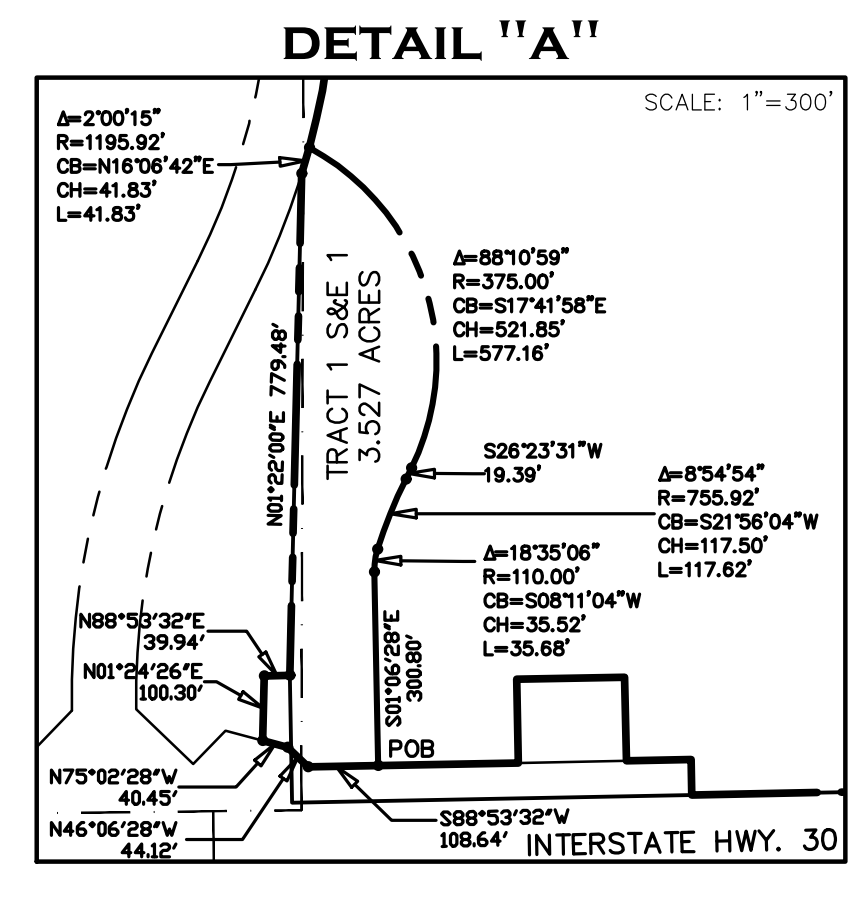 DETAIL "A"
SCALE: 1"=300'
Δ=2°00'15"
R=1195.92'
CB=N16°06'42"E
CH=41.83'
L=41.83'
Δ=88°10'59"
R=375.00'
CB=S17°41'58"E
CH=521.85'
L=577.16'
TRACT 1 S&E 1
3.527 ACRES
N01°22'00"E 779.48'
S26°23'31"W
19.39'
Δ=8°54'54"
R=755.92'
CB=S21°56'04"W
CH=117.50'
L=117.62'
Δ=18°35'06"
R=110.00'
CB=S08°11'04"W
CH=35.52'
L=35.68'
N88°53'32"E
39.94'
N01°24'26"E
100.30'
S01°06'28"E
300.80'
POB
N75°02'28"W
40.45'
N46°06'28"W
44.12'
S88°53'32"W
108.64'
INTERSTATE HWY. 30